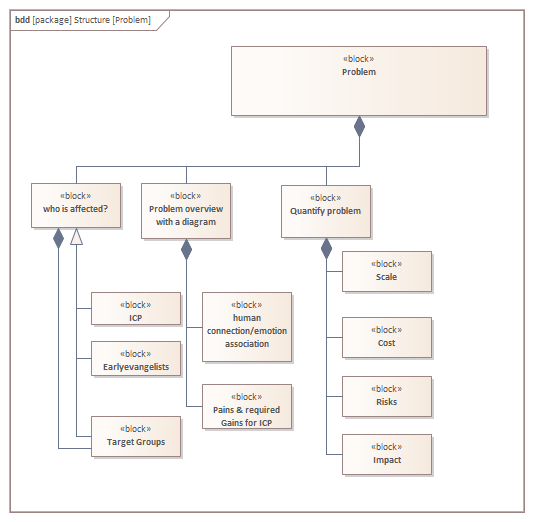 bdd [package] Structure [Problem]
«block»
Problem
«block»
who is affected?
«block»
Problem overview
with a diagram
«block»
Quantify problem
«block»
ICP
«block»
Earlyevangelists
«block»
Target Groups
«block»
human
connection/emotion
association
«block»
Pains & required
Gains for ICP
«block»
Scale
«block»
Cost
«block»
Risks
«block»
Impact